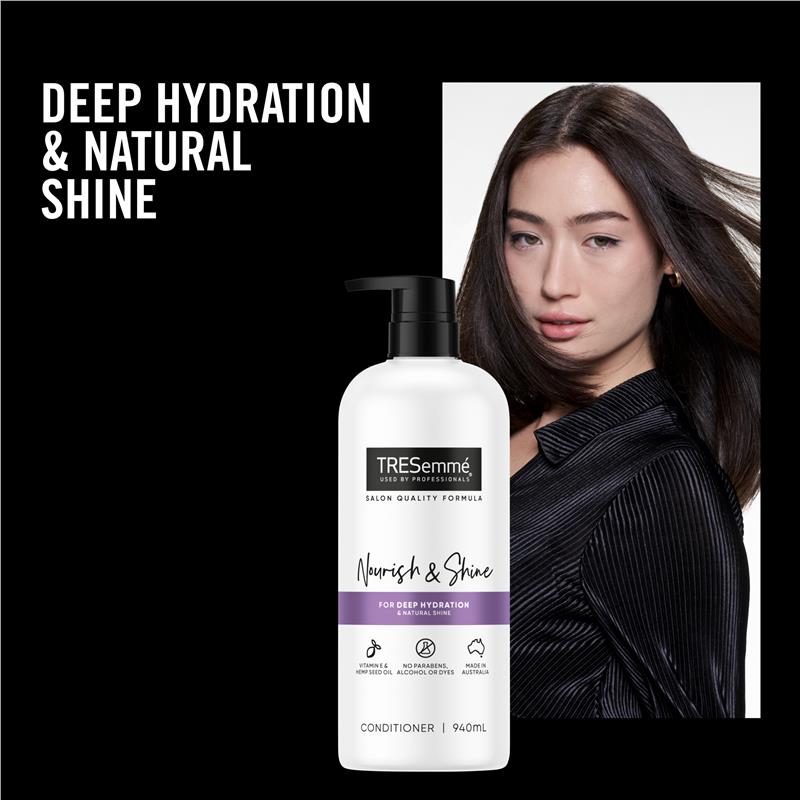 DEEP HYDRATION
& NATURAL
SHINE
TRESemmé
USED BY PROFESSIONALS
SALON QUALITY FORMULA
Nourish & Shine
FOR DEEP HYDRATION
& NATURAL SHINE
VITAMIN E &
HEMP SEED OIL
NO PARABENS,
ALCOHOL OR DYES
MADE IN
AUSTRALIA
CONDITIONER | 940mL